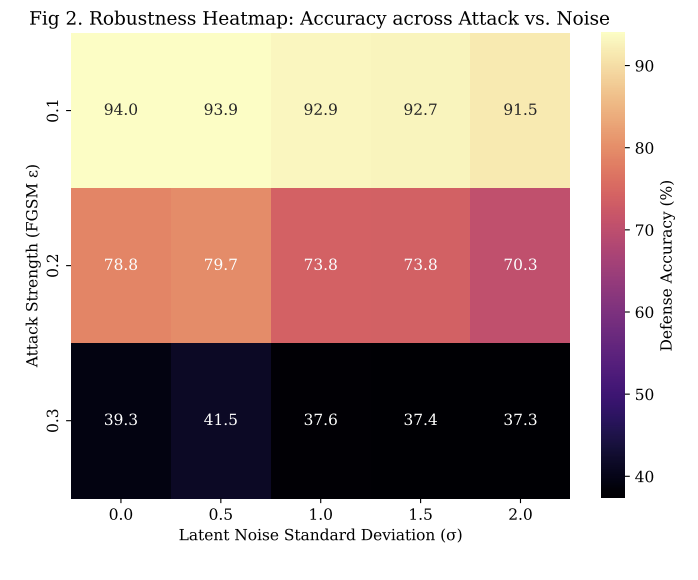 Fig 2. Robustness Heatmap: Accuracy across Attack vs. Noise
Attack Strength (FGSM ε)
0.1
94.0 93.9 92.9 92.7 91.5
0.2
78.8 79.7 73.8 73.8 70.3
0.3
39.3 41.5 37.6 37.4 37.3
0.0 0.5 1.0 1.5 2.0
Latent Noise Standard Deviation (σ)
90
80
70
60
50
40
Defense Accuracy (%)